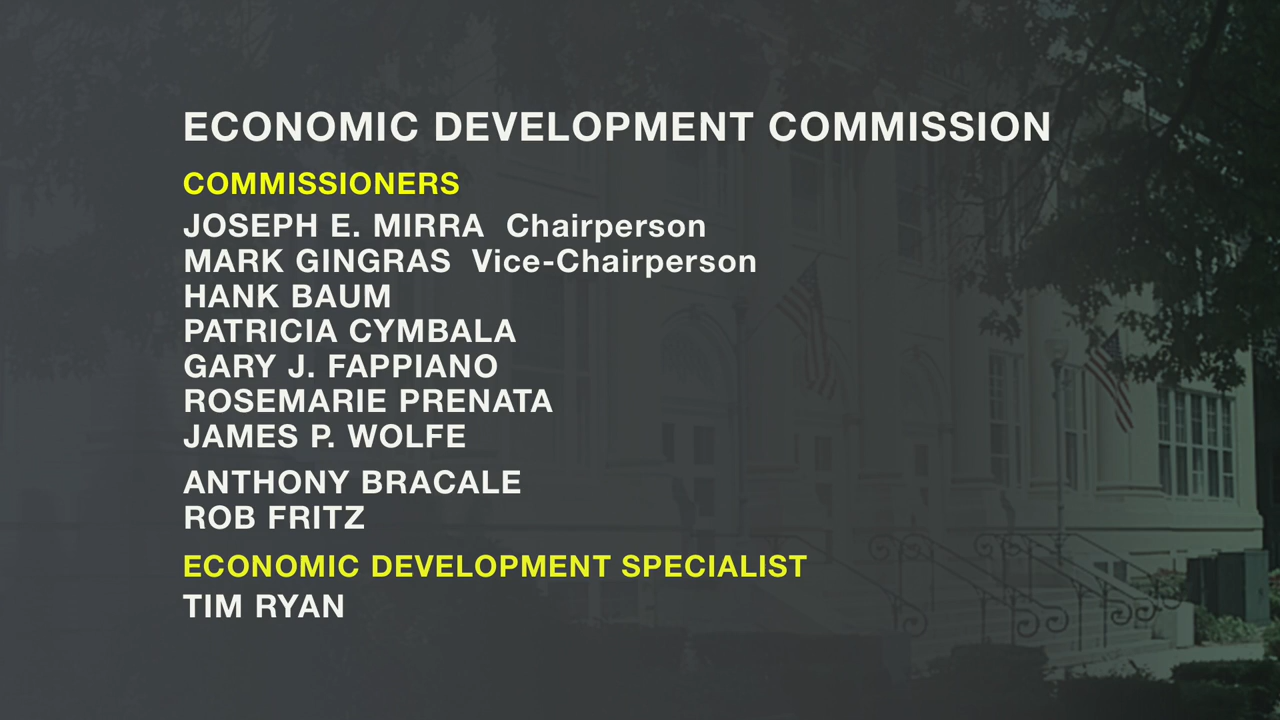 ECONOMIC DEVELOPMENT COMMISSION
COMMISSIONERS
JOSEPH E. MIRRA Chairperson
MARK GINGRAS Vice-Chairperson
HANK BAUM
PATRICIA CYMBALA
GARY J. FAPPIANO
ROSEMARIE PRENATA
JAMES P. WOLFE
ANTHONY BRACALE
ROB FRITZ
ECONOMIC DEVELOPMENT SPECIALIST
TIM RYAN